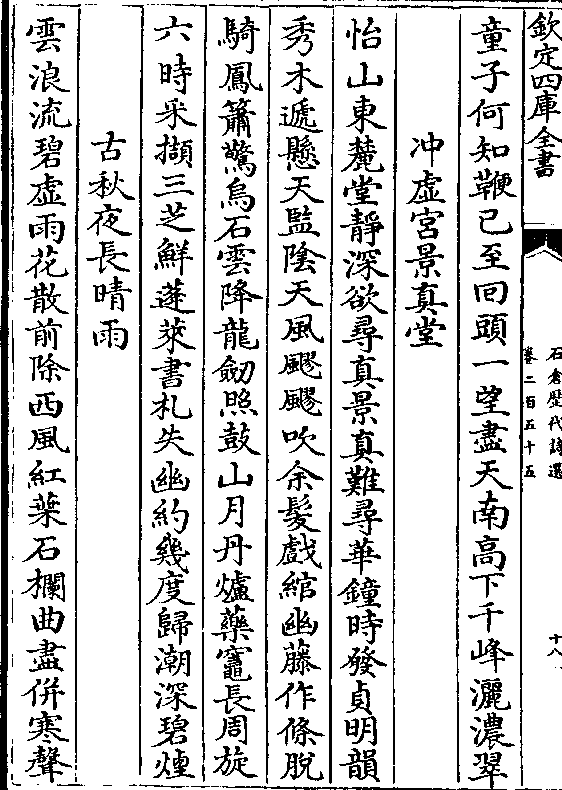 欽定四庫全書
石倉歴代詩選
卷二百五十五
十八
童子何知鞭已至回頭一望盡天南高下千峰灑濃翠
冲虛宮景真堂
怡山東麓堂靜深欲尋真景真難尋華鐘時發貞明韻
秀木遞懸天監陰天風飀飀吹余髮戲綰幽藤作條脫
騎鳳簫驚烏石雲降龍劒照鼓山月丹爐藥竈長周旋
六時采擷三芝鮮蓬萊書札失幽約幾度歸潮深碧煙
古秋夜長晴雨
雲浪流碧虛雨花散前除西風紅葉石欄曲盡併寒聲